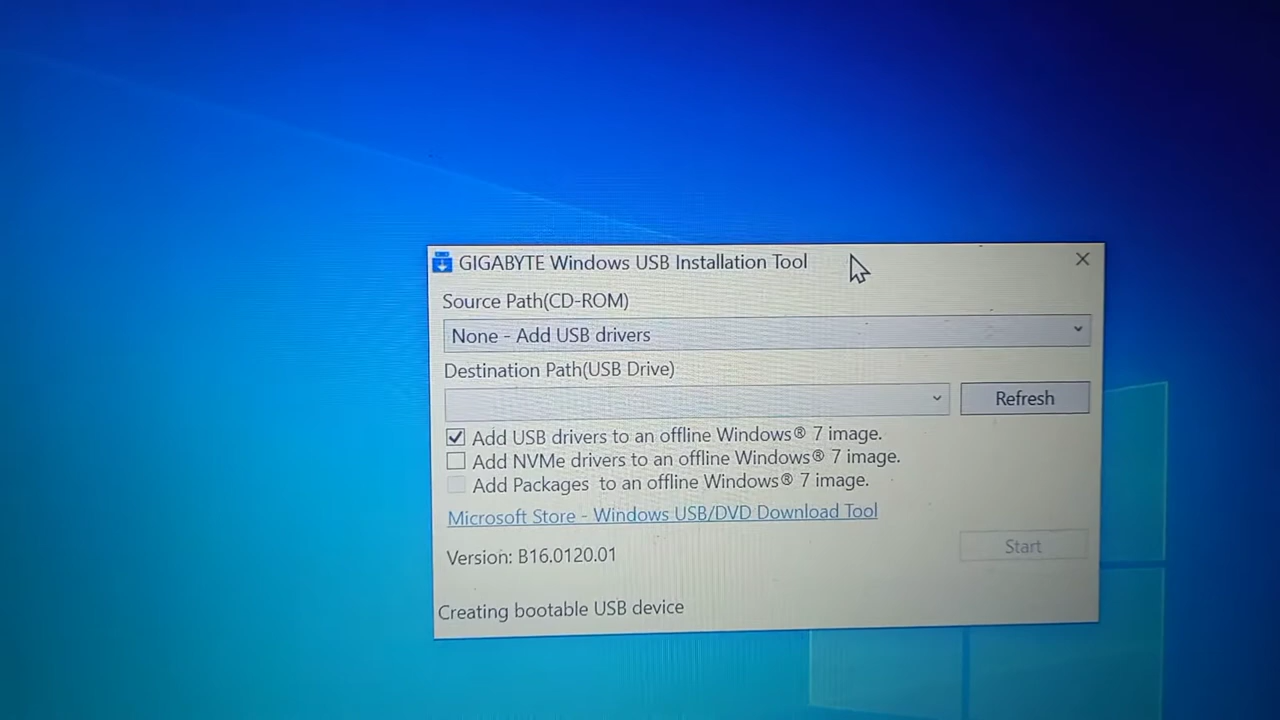 GIGABYTE Windows USB Installation Tool
Source Path(CD-ROM)
None - Add USB drivers
Destination Path(USB Drive)
Refresh
Add USB drivers to an offline Windows® 7 image.
Add NVMe drivers to an offline Windows® 7 image.
Add Packages to an offline Windows® 7 image.
Microsoft Store - Windows USB/DVD Download Tool
Start
Version: B16.0120.01
Creating bootable USB device